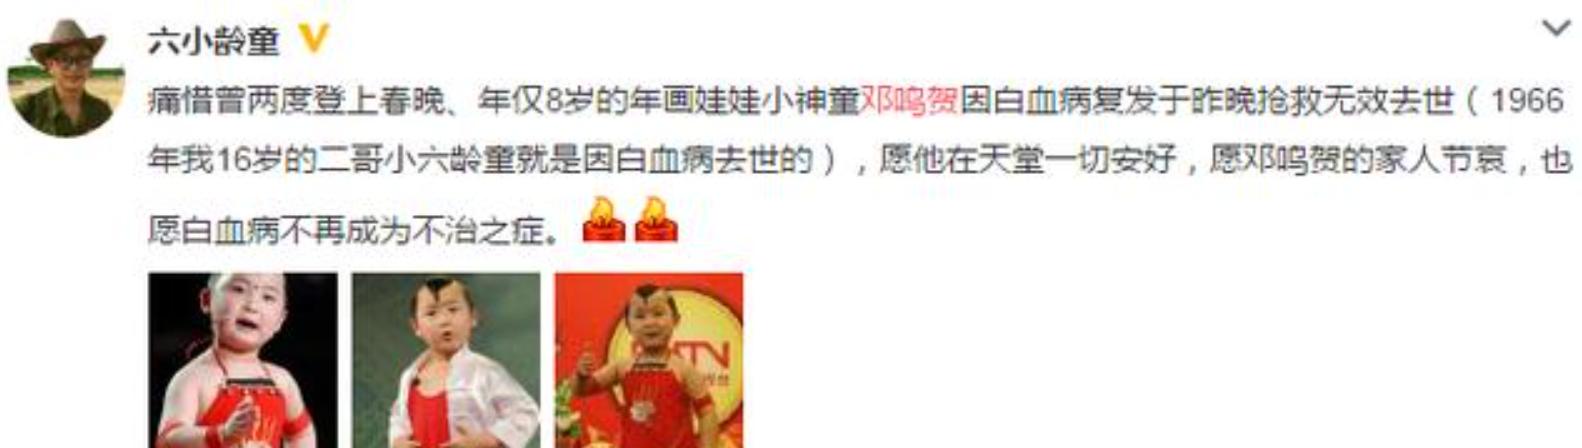 六小龄童
痛惜曾两度登上春晚、年仅8岁的年画娃娃小神童邓鸣贺因白血病复发于昨晚抢救无效去世（1966
年我16岁的二哥小六龄童就是因白血病去世的），愿他在天堂一切安好，愿邓鸣贺的家人节哀，也
愿白血病不再成为不治之症。